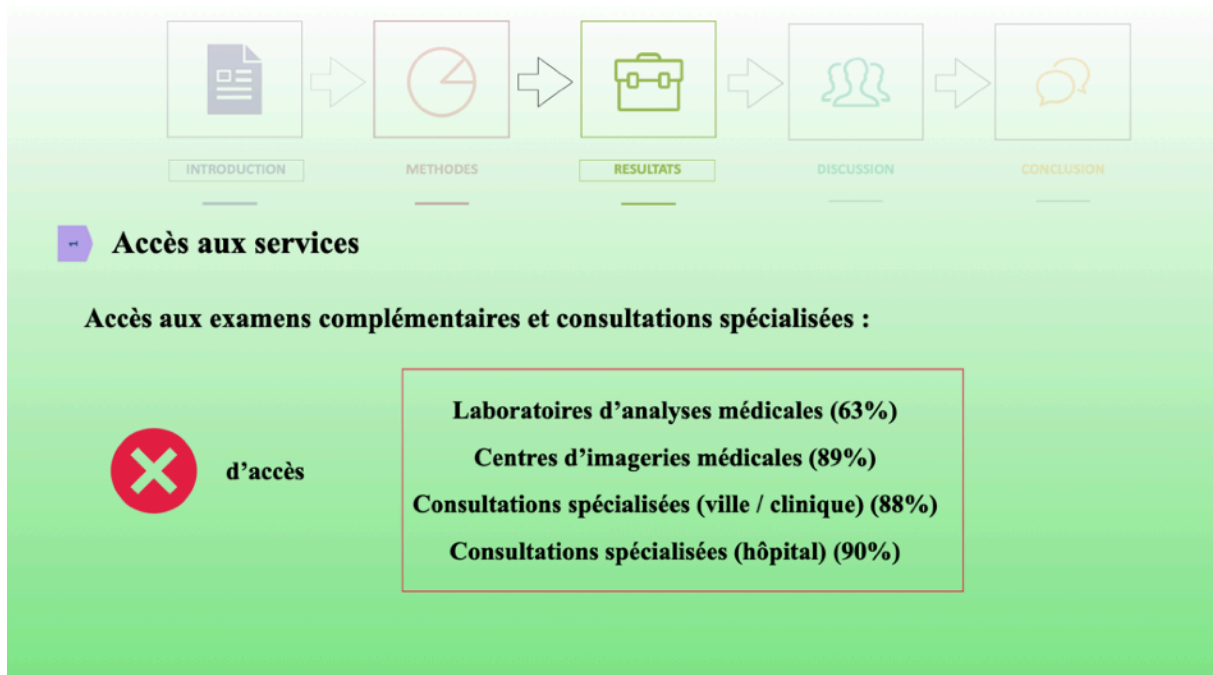 INTRODUCTION
METHODES
RESULTATS
DISCUSSION
CONCLUSION
1
Accès aux services
Accès aux examens complémentaires et consultations spécialisées :
d’accès
Laboratoires d’analyses médicales (63%)
Centres d’imageries médicales (89%)
Consultations spécialisées (ville / clinique) (88%)
Consultations spécialisées (hôpital) (90%)